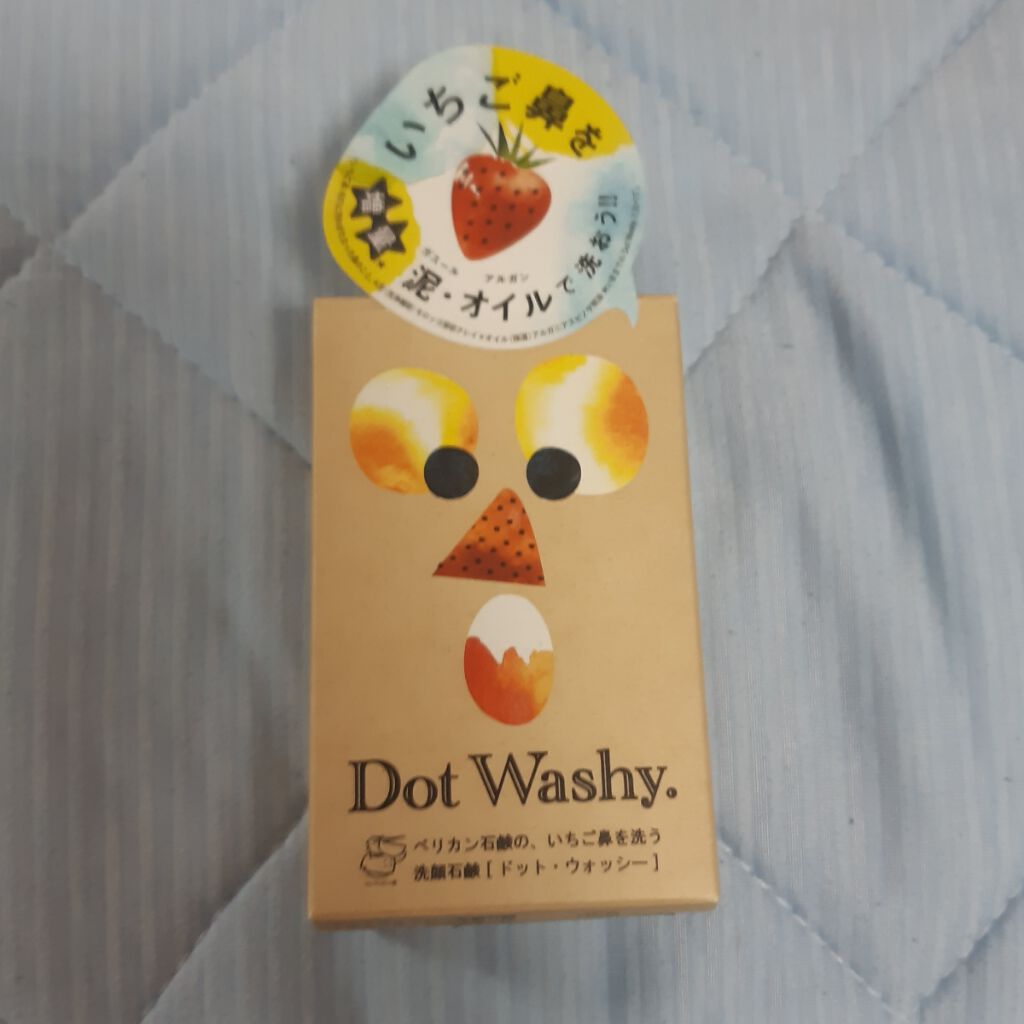 いちご鼻を
ガスール
アルガン
泥・オイルで洗おう!!
Dot Washy.
ペリカン石鹸の、いちご鼻を洗う
洗顔石鹸［ドット・ウォッシー］